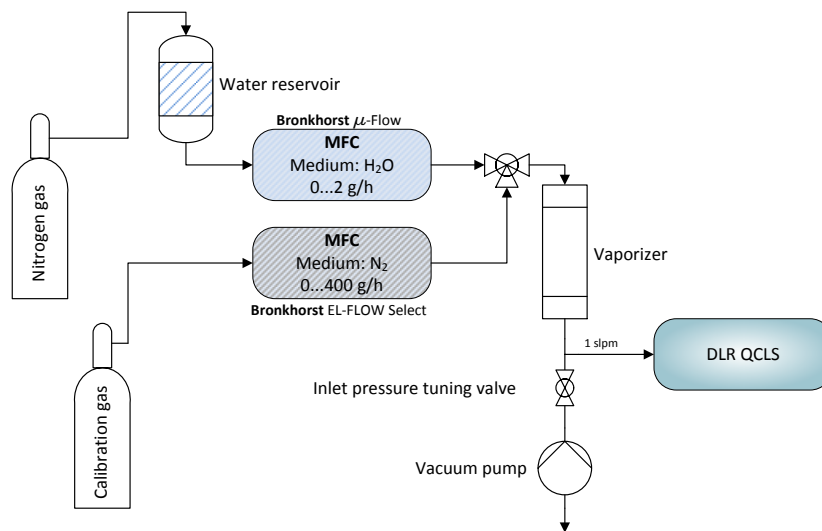 Water reservoir
Bronkhorst μ-Flow
MFC
Medium: H₂O
0...2 g/h
Nitrogen gas
MFC
Medium: N₂
0...400 g/h
Bronkhorst EL-FLOW Select
Vaporizer
1 slpm
DLR QCLS
Inlet pressure tuning valve
Calibration gas
Vacuum pump